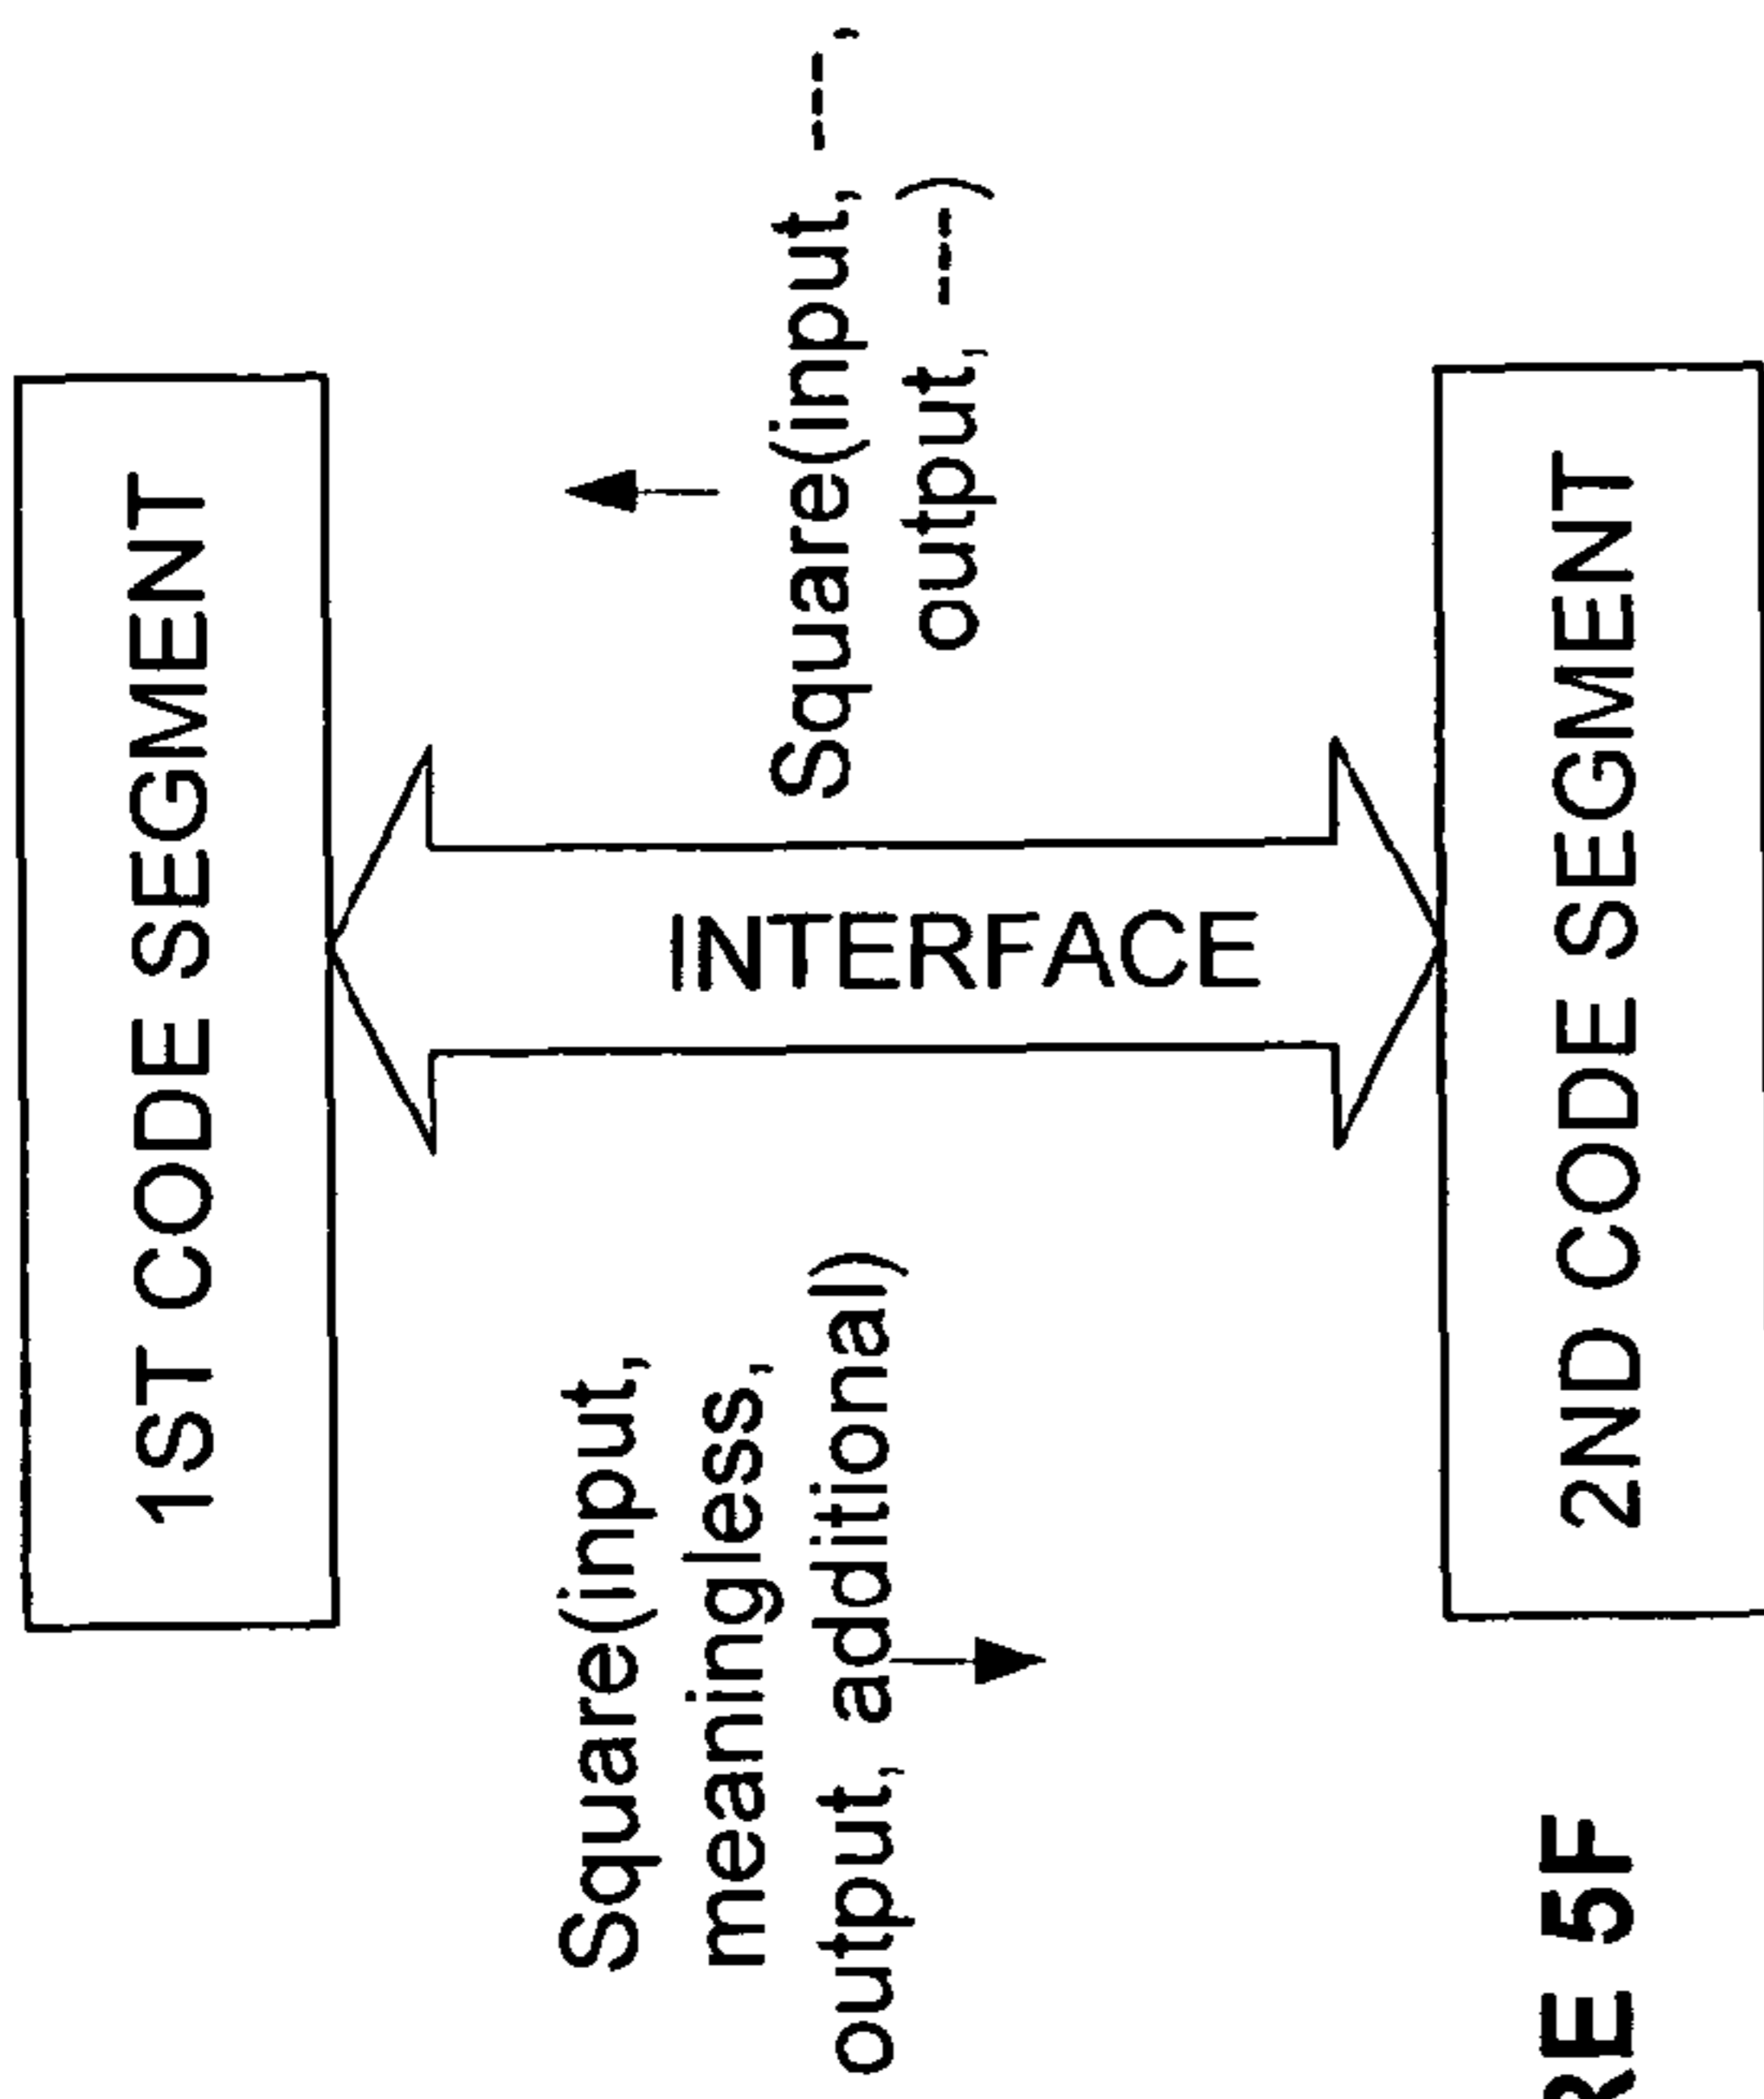 1ST CODE SEGMENT
Square(input,
meaningless,
output, additional)
INTERFACE
Square(input, ---,
output, ---)
2ND CODE SEGMENT
RE 5F